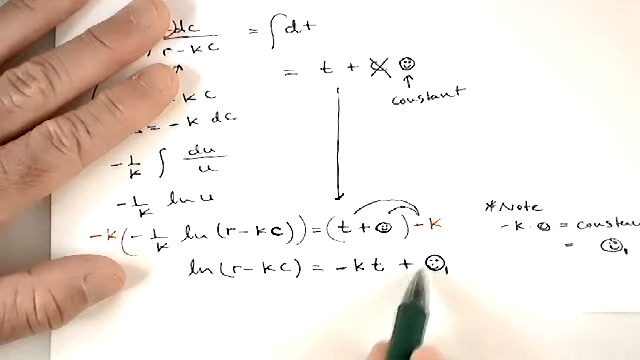 dc / r - kc = ∫ dt
= t + ☺
constant
- kc
= - k dc
- 1/k ∫ du/u
- 1/k ln u
- k ( - 1/k ln (r - kc) ) = ( t + ☺ ) - k
ln (r - kc) = - kt + ☺₁
* Note
- k · ☺ = constan
= ☺₁